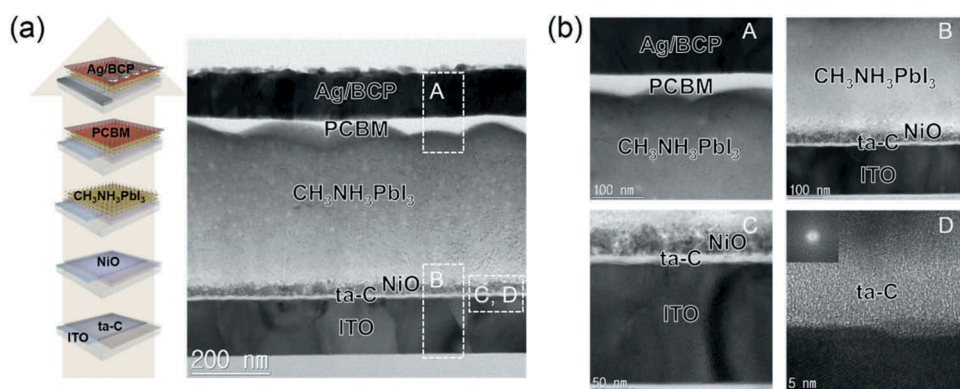 (a)
Ag/BCP
PCBM
CH₃NH₃PbI₃
NiO
ta-C
ITO
Ag/BCP
A
PCBM
CH₃NH₃PbI₃
B
C, D
NiO
ta-C
ITO
200 nm
(b)
A
Ag/BCP
PCBM
CH₃NH₃PbI₃
100 nm
B
CH₃NH₃PbI₃
NiO
ta-C
ITO
100 nm
C
NiO
ta-C
ITO
50 nm
D
ta-C
5 nm